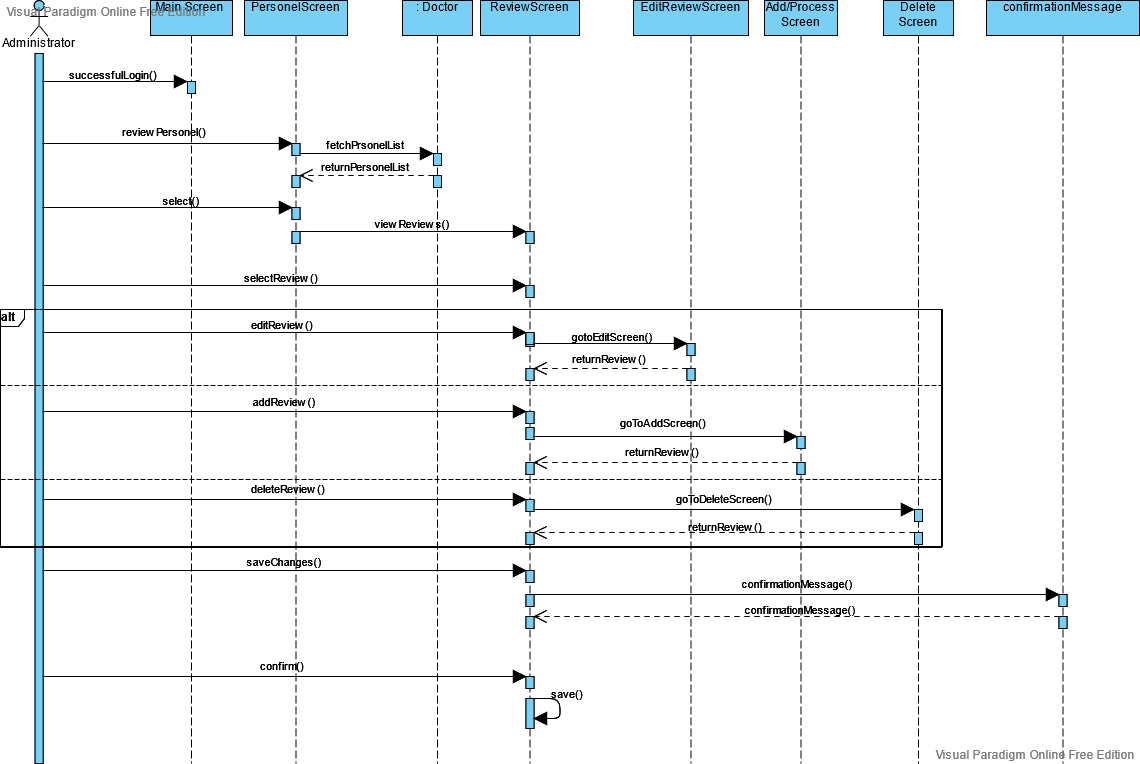 Visual Paradigm Online Free Edition
Main Screen
PersonelScreen
: Doctor
ReviewScreen
EditReviewScreen
Add/Process
Screen
Delete
Screen
confirmationMessage
Administrator
successfulLogin()
review Personel()
fetchPrsonelList
returnPersonelList
select()
view Reviews()
selectReview()
alt
editReview()
gotoEditScreen()
returnReview()
addReview()
goToAddScreen()
returnReview()
deleteReview()
goToDeleteScreen()
returnReview()
saveChanges()
confirmationMessage()
confirmationMessage()
confirm()
save()
Visual Paradigm Online Free Edition